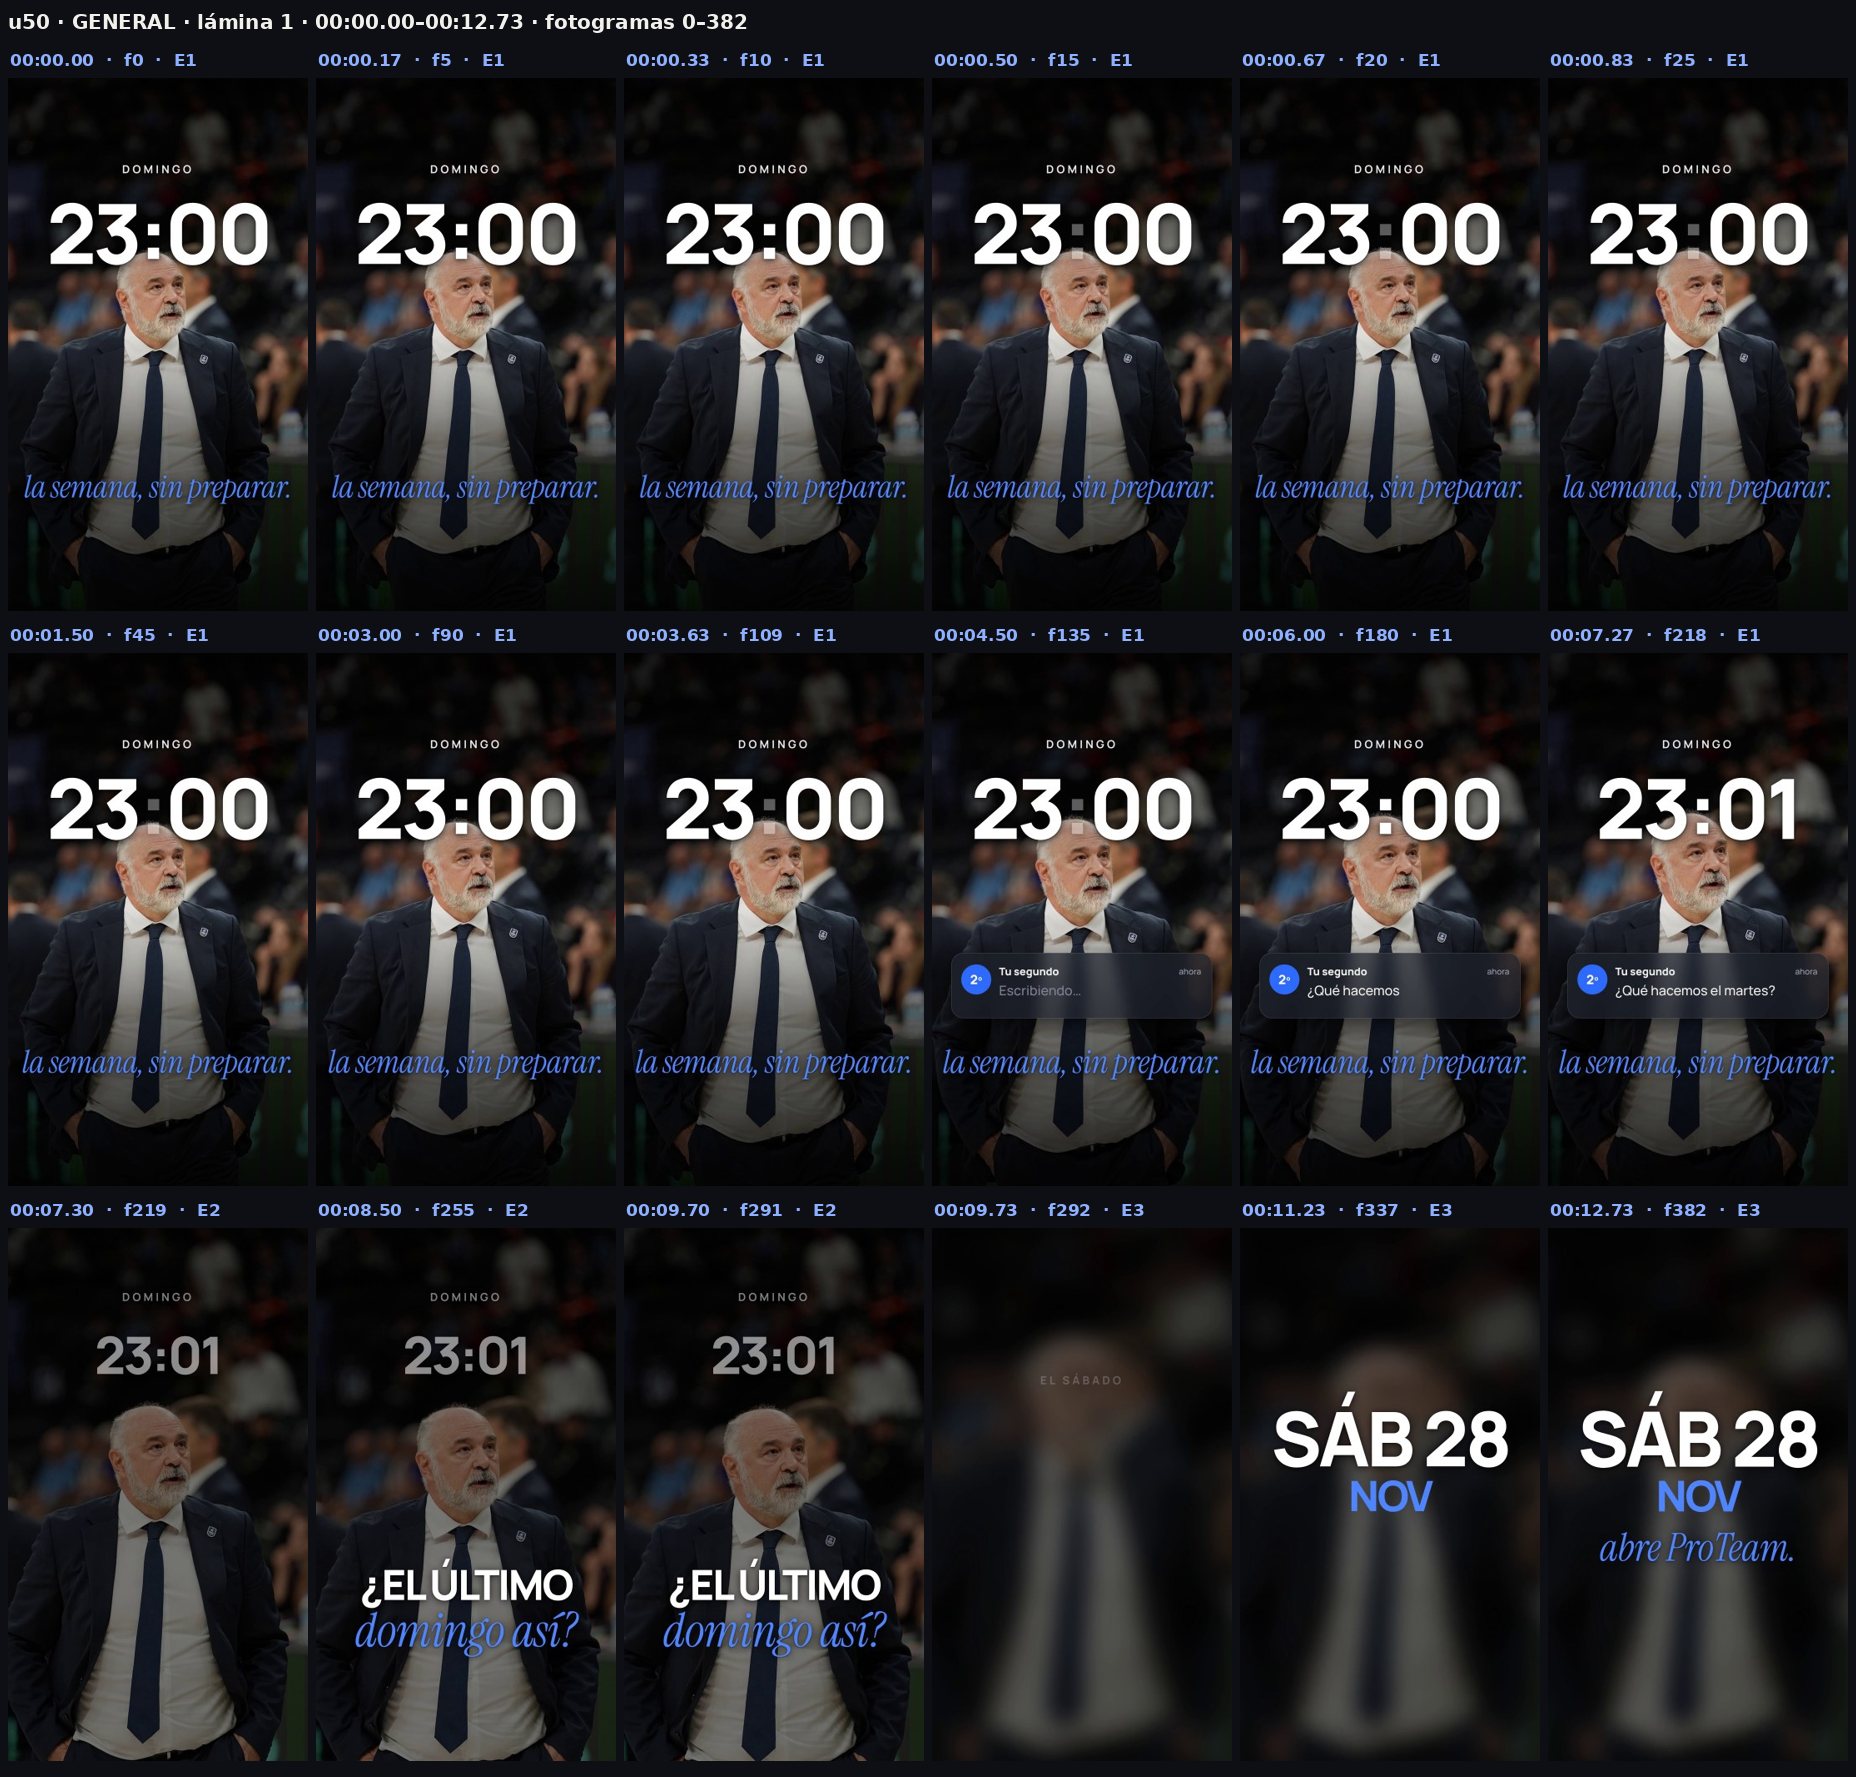 u50 · GENERAL · lámina 1 · 00:00.00–00:12.73 · fotogramas 0–382
00:00.00 · f0 · E1
DOMINGO
23:00
la semana, sin preparar.
00:00.17 · f5 · E1
DOMINGO
23:00
la semana, sin preparar.
00:00.33 · f10 · E1
DOMINGO
23:00
la semana, sin preparar.
00:00.50 · f15 · E1
DOMINGO
23:00
la semana, sin preparar.
00:00.67 · f20 · E1
DOMINGO
23:00
la semana, sin preparar.
00:00.83 · f25 · E1
DOMINGO
23:00
la semana, sin preparar.
00:01.50 · f45 · E1
DOMINGO
23:00
la semana, sin preparar.
00:03.00 · f90 · E1
DOMINGO
23:00
la semana, sin preparar.
00:03.63 · f109 · E1
DOMINGO
23:00
la semana, sin preparar.
00:04.50 · f135 · E1
DOMINGO
23:00
2º Tu segundo ahora
Escribiendo...
la semana, sin preparar.
00:06.00 · f180 · E1
DOMINGO
23:00
2º Tu segundo ahora
¿Qué hacemos
la semana, sin preparar.
00:07.27 · f218 · E1
DOMINGO
23:01
2º Tu segundo ahora
¿Qué hacemos el martes?
la semana, sin preparar.
00:07.30 · f219 · E2
DOMINGO
23:01
00:08.50 · f255 · E2
DOMINGO
23:01
¿EL ÚLTIMO
domingo así?
00:09.70 · f291 · E2
DOMINGO
23:01
¿EL ÚLTIMO
domingo así?
00:09.73 · f292 · E3
EL SÁBADO
00:11.23 · f337 · E3
SÁB 28
NOV
00:12.73 · f382 · E3
SÁB 28
NOV
abre ProTeam.